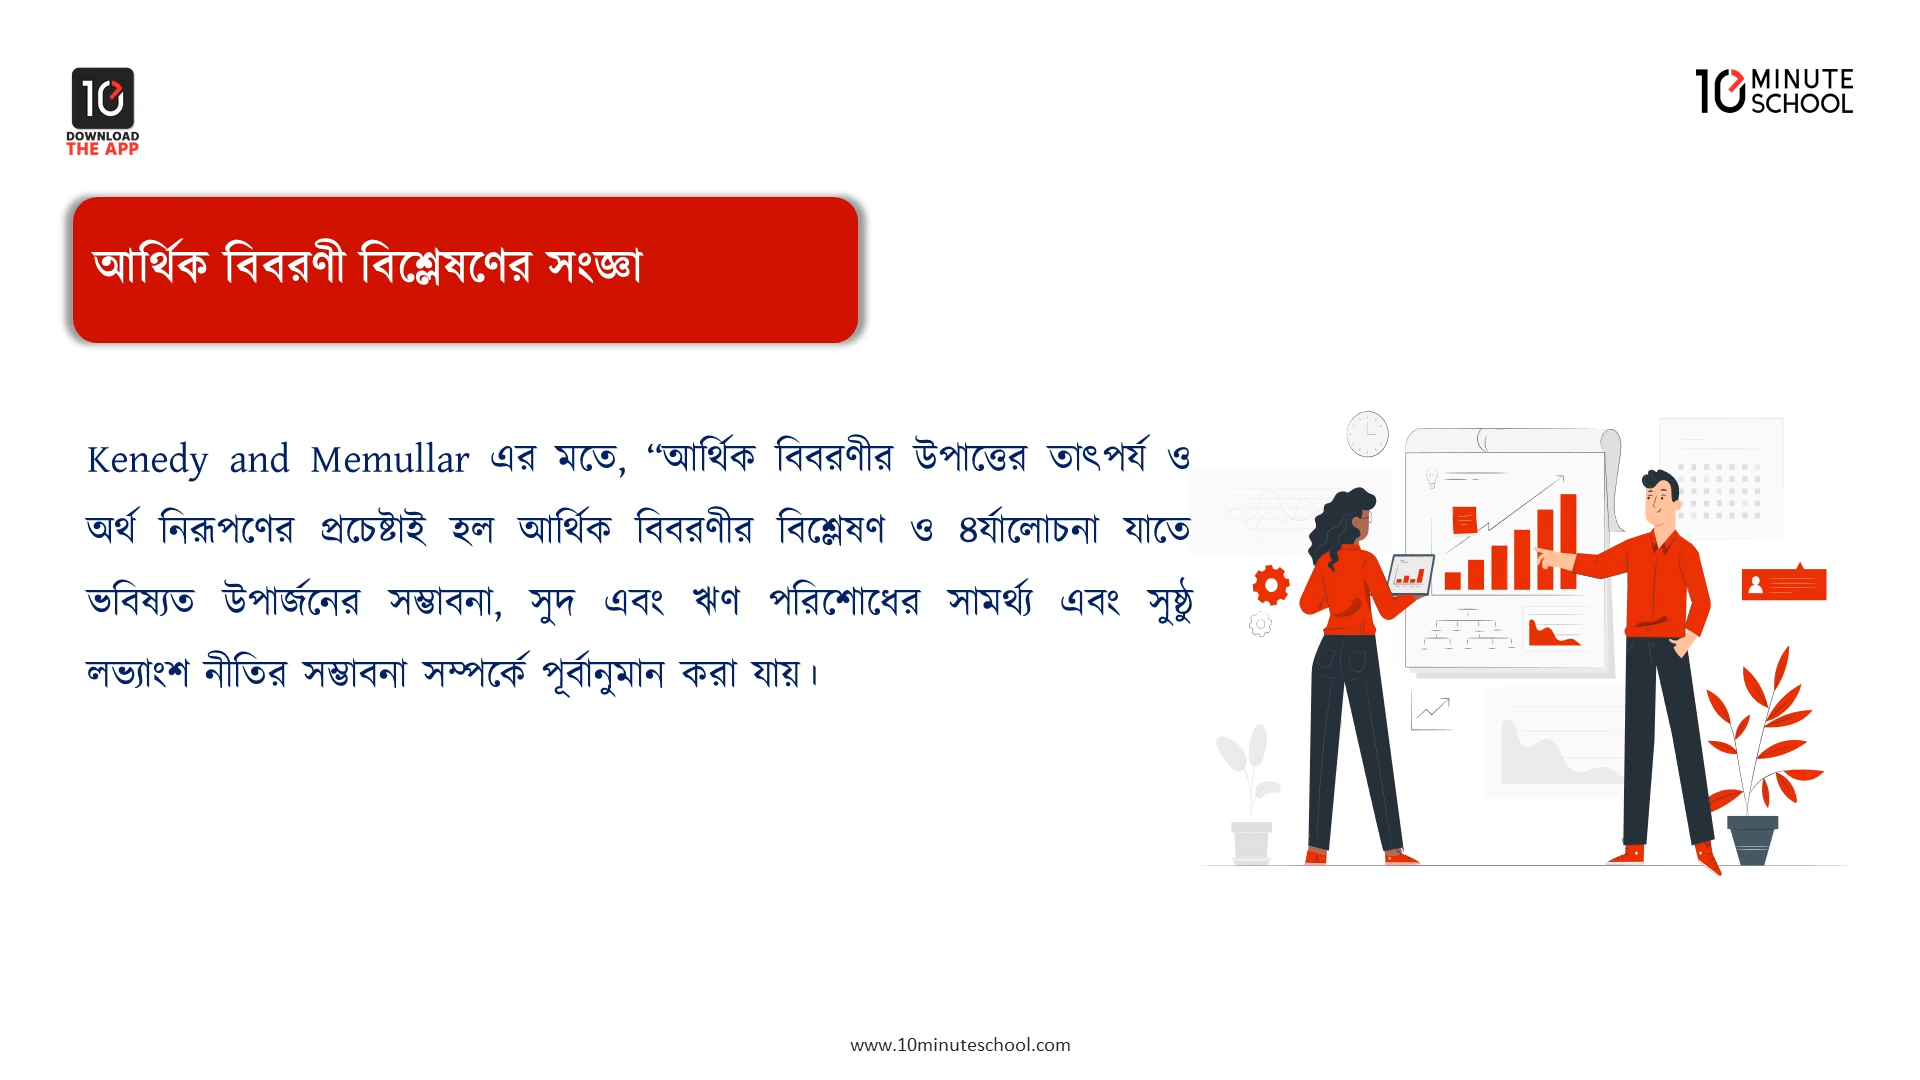 10
DOWNLOAD
THE APP
10 MINUTE
SCHOOL
আর্থিক বিবরণী বিশ্লেষণের সংজ্ঞা
Kenedy and Memullar এর মতে, “আর্থিক বিবরণীর উপাত্তের তাৎপর্য ও
অর্থ নিরূপণের প্রচেষ্টাই হল আর্থিক বিবরণীর বিশ্লেষণ ও ৪র্যালোচনা যাতে
ভবিষ্যত উপার্জনের সম্ভাবনা, সুদ এবং ঋণ পরিশোধের সামর্থ্য এবং সুষ্ঠু
লভ্যাংশ নীতির সম্ভাবনা সম্পর্কে পূর্বানুমান করা যায়।
www.10minuteschool.com